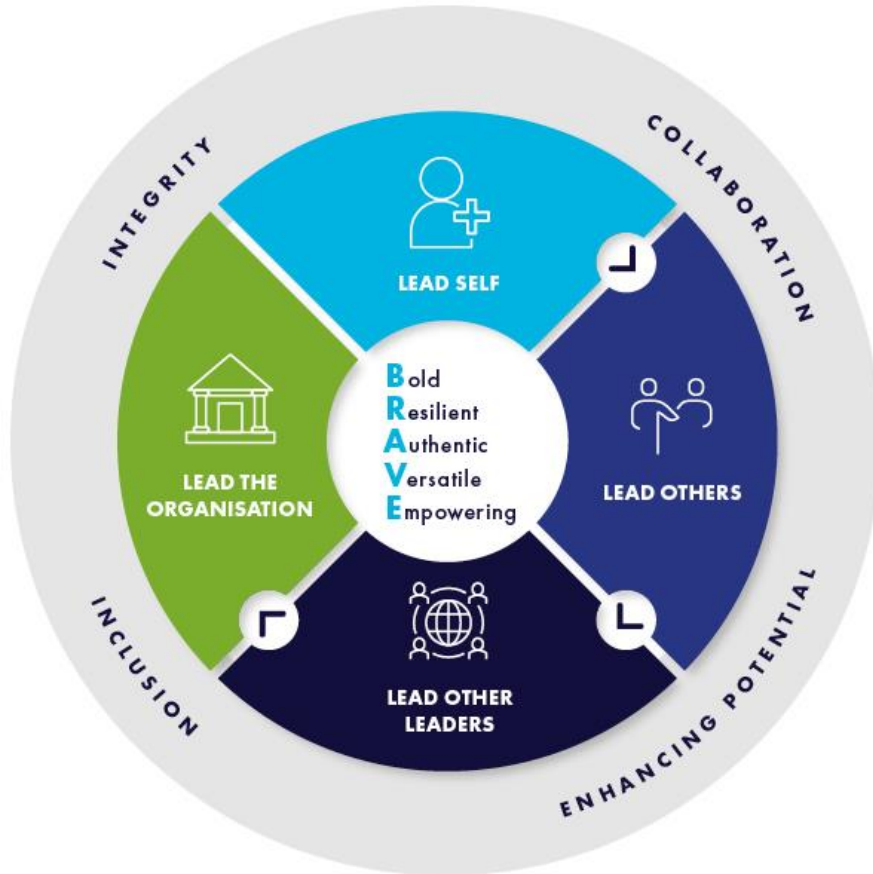 INTEGRITY
COLLABORATION
LEAD SELF
Bold
Resilient
Authentic
Versatile
Empowering
LEAD THE
ORGANISATION
LEAD OTHERS
LEAD OTHER
LEADERS
INCLUSION
ENHANCING POTENTIAL